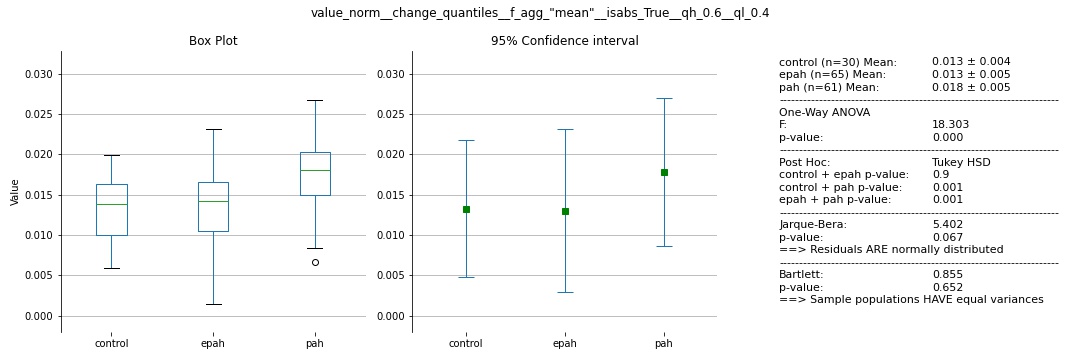 value_norm__change_quantiles__f_agg_"mean"__isabs_True__qh_0.6__ql_0.4
Box Plot
Value
0.030
0.025
0.020
0.015
0.010
0.005
0.000
control epah pah
95% Confidence interval
0.030
0.025
0.020
0.015
0.010
0.005
0.000
control epah pah
control (n=30) Mean: 0.013 ± 0.004
epah (n=65) Mean: 0.013 ± 0.005
pah (n=61) Mean: 0.018 ± 0.005
One-Way ANOVA
F: 18.303
p-value: 0.000
Post Hoc: Tukey HSD
control + epah p-value: 0.9
control + pah p-value: 0.001
epah + pah p-value: 0.001
Jarque-Bera: 5.402
p-value: 0.067
==> Residuals ARE normally distributed
Bartlett: 0.855
p-value: 0.652
==> Sample populations HAVE equal variances